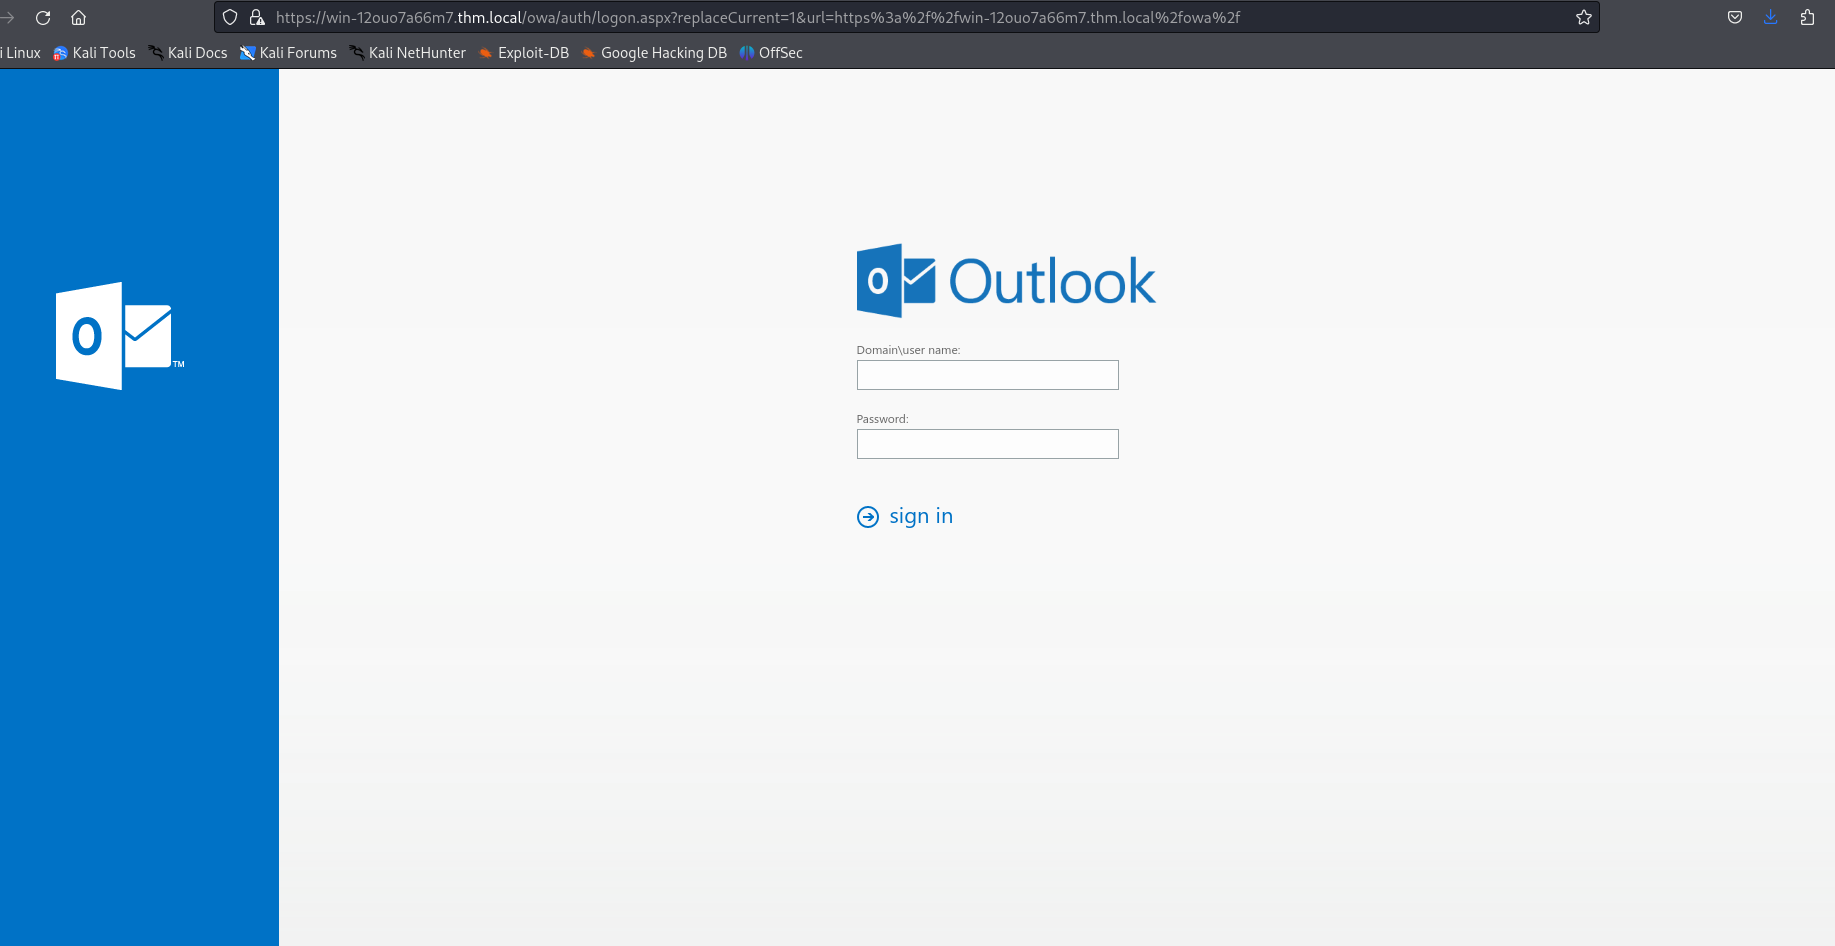 https://win-12ouo7a66m7.thm.local/owa/auth/logon.aspx?replaceCurrent=1&url=https%3a%2f%2fwin-12ouo7a66m7.thm.local%2fowa%2f
i Linux Kali Tools Kali Docs Kali Forums Kali NetHunter Exploit-DB Google Hacking DB OffSec
o Outlook
o TM
Domain\user name:
Password:
sign in